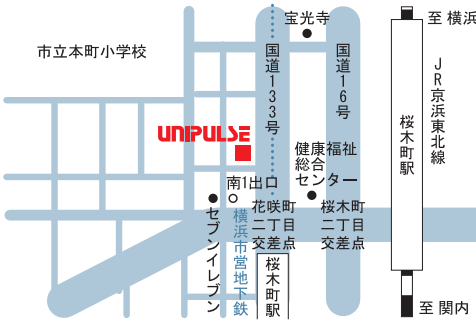 宝光寺
至 横浜
市立本町小学校
国道133号
国道16号
JR京浜東北線
桜木町駅
UNIPULSE
健康福祉
総合
センター
南1出口
花咲町
二丁目
交差点
桜木町
二丁目
交差点
セブンイレブン
横浜市営地下鉄
桜木町駅
至 関内